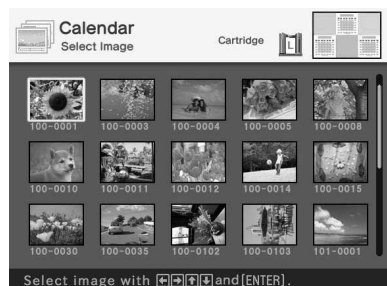 Calendar
Select Image
Cartridge L
100-0001 100-0003 100-0004 100-0005 100-0008
100-0010 100-0011 100-0012 100-0014 100-0015
100-0030 100-0035 100-0102 100-0103 101-0001
Select image with ←→↑↓ and [ENTER].